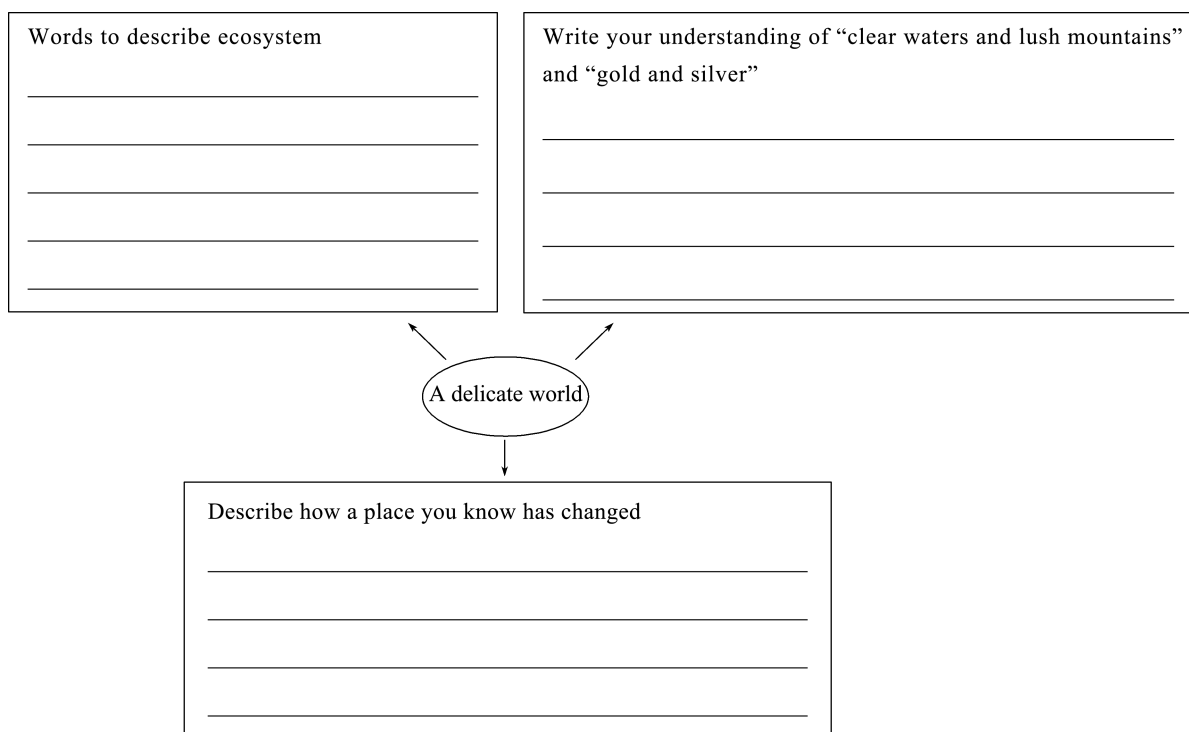 Words to describe ecosystem
Write your understanding of “clear waters and lush mountains”
and “gold and silver”
A delicate world
Describe how a place you know has changed